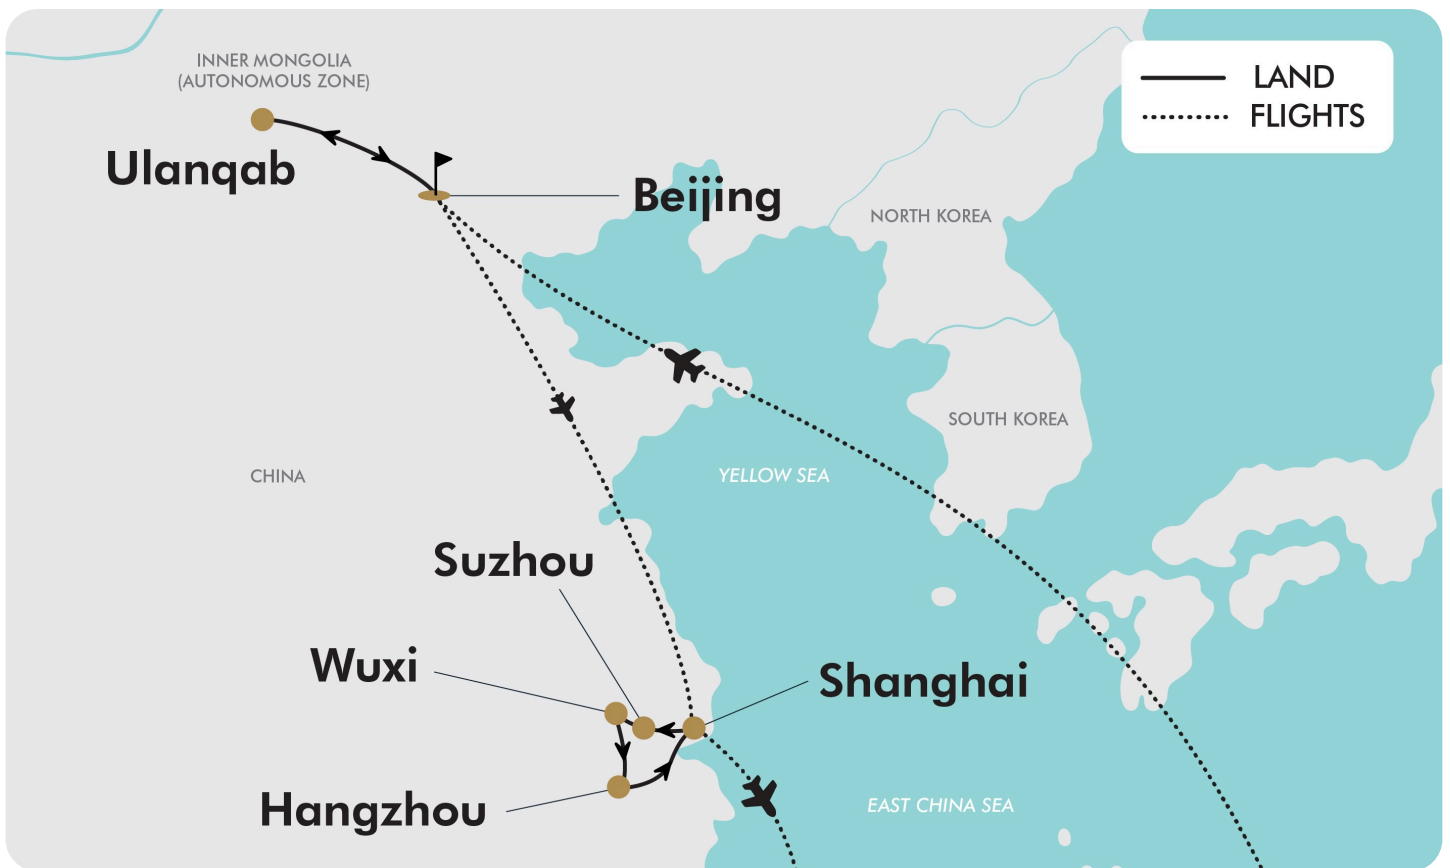 INNER MONGOLIA
(AUTONOMOUS ZONE)
Ulanqab
Beijing
LAND
FLIGHTS
NORTH KOREA
SOUTH KOREA
CHINA
YELLOW SEA
Suzhou
Wuxi
Shanghai
Hangzhou
EAST CHINA SEA